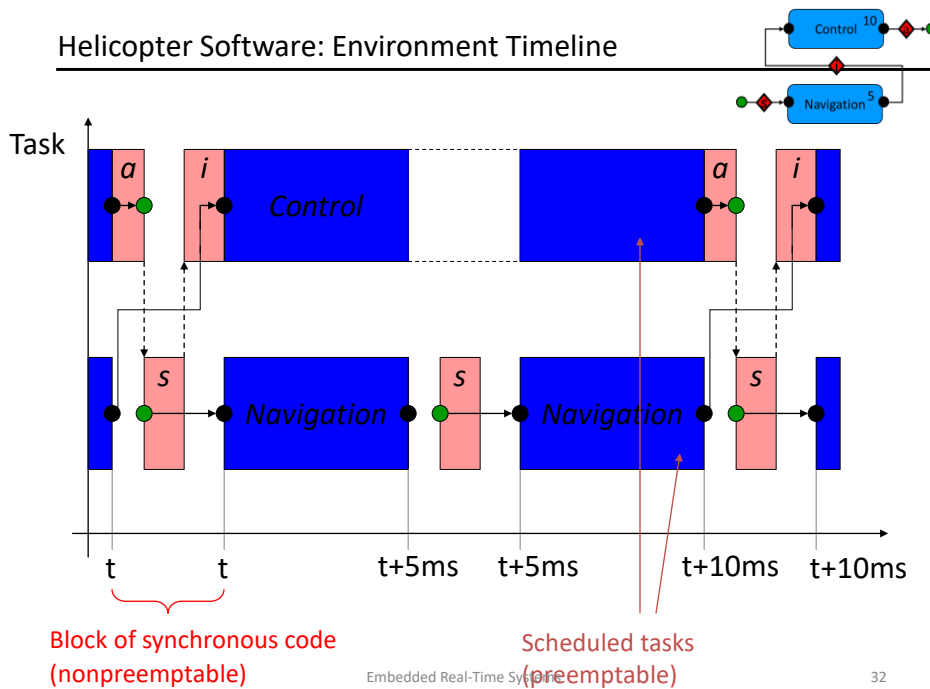 Helicopter Software: Environment Timeline
Control 10
a
i
Navigation 5
s
Task
a
i
Control
a
i
s
Navigation
s
Navigation
s
t
t
t+5ms
t+5ms
t+10ms
t+10ms
Block of synchronous code
(nonpreemptable)
Scheduled tasks
(preemptable)
Embedded Real-Time Systems
32